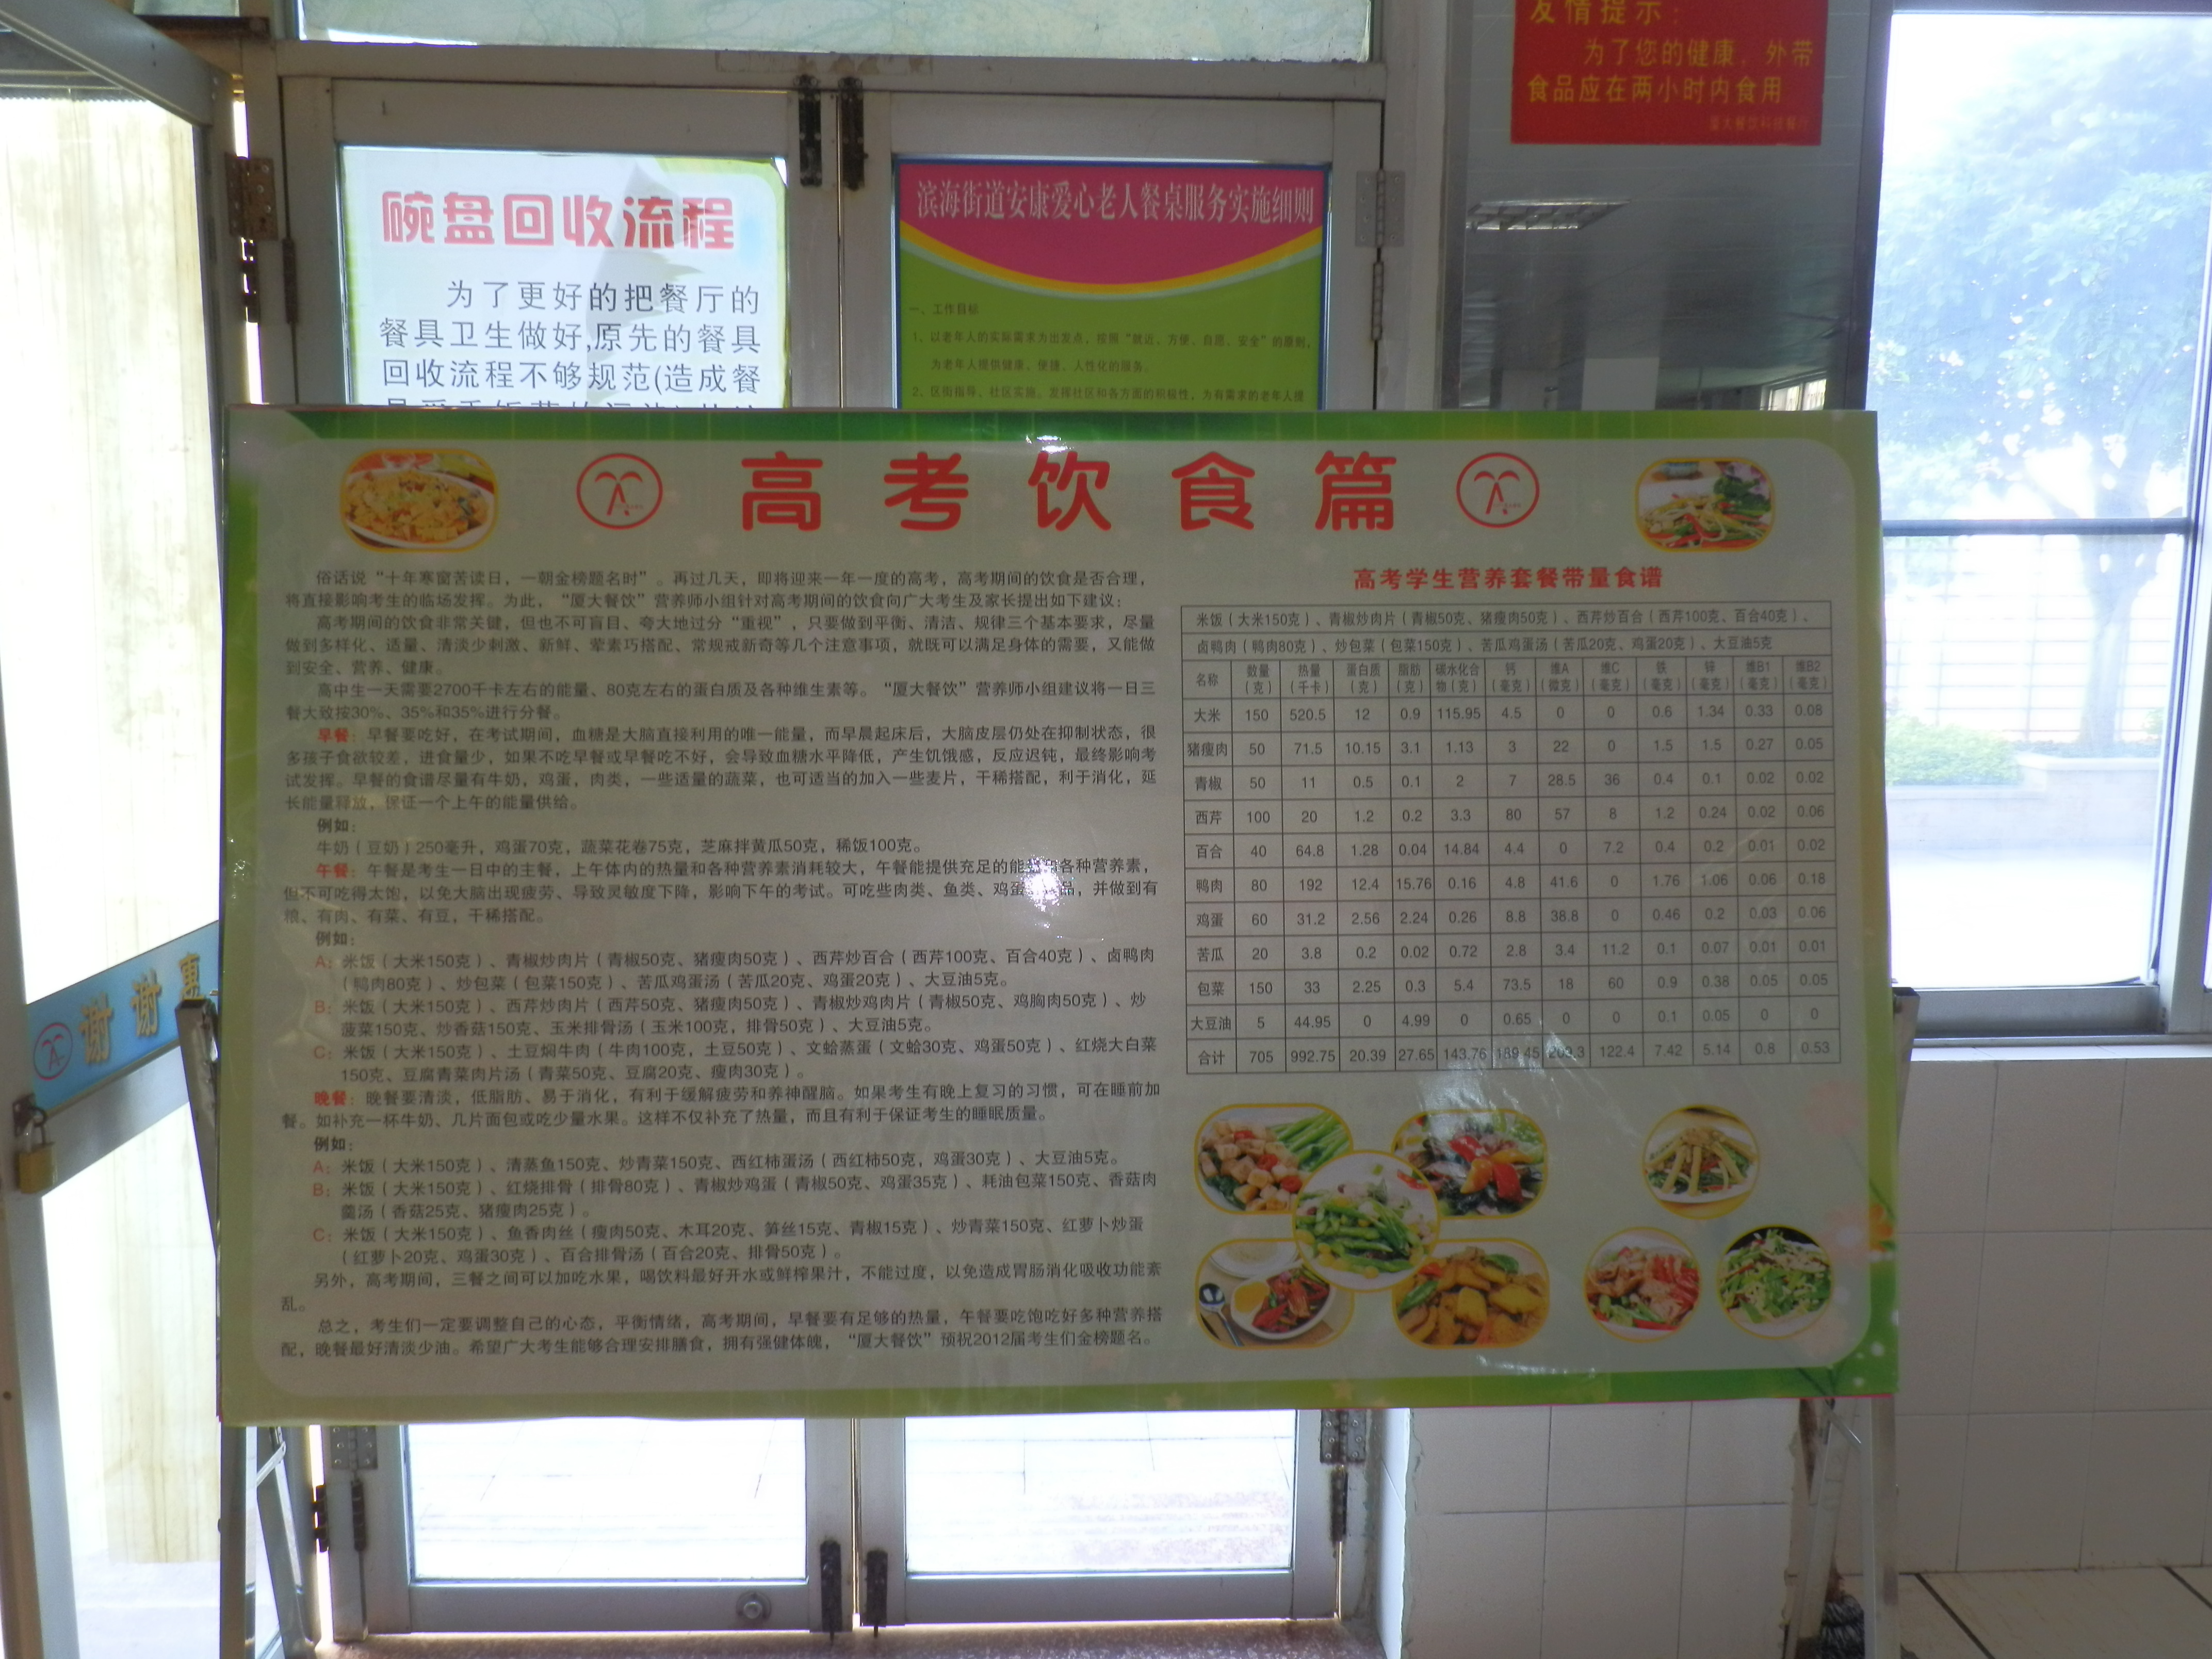 友情提示：
为了您的健康，外带
食品应在两小时内食用
碗盘回收流程
为了更好的把餐厅的
餐具卫生做好,原先的餐具
回收流程不够规范(造成餐
滨海街道安康爱心老人餐桌服务实施细则
一、工作目标
1、以老年人的实际需求为出发点，按照“就近、方便、自愿、安全”的原则，
为老年人提供健康、便捷、人性化的服务。
2、区街指导，社区实施。发挥社区和各方面的积极性，为有需求的老年人提
谢谢惠
高考饮食篇
俗话说“十年寒窗苦读日，一朝金榜题名时”。再过几天，即将迎来一年一度的高考，高考期间的饮食是否合理，
将直接影响考生的临场发挥。为此，“厦大餐饮”营养师小组针对高考期间的饮食向广大考生及家长提出如下建议：
高考期间的饮食非常关键，但也不可盲目、夸大地过分“重视”，只要做到平衡、清洁、规律三个基本要求，尽量
做到多样化、适量、清淡少刺激、新鲜、荤素巧搭配、常规戒新奇等几个注意事项，就既可以满足身体的需要，又能做
到安全、营养、健康。
高中生一天需要2700千卡左右的能量、80克左右的蛋白质及各种维生素等。“厦大餐饮”营养师小组建议将一日三
餐大致按30%、35%和35%进行分餐。
早餐：早餐要吃好，在考试期间，血糖是大脑直接利用的唯一能量，而早晨起床后，大脑皮层仍处在抑制状态，很
多孩子食欲较差，进食量少，如果不吃早餐或早餐吃不好，会导致血糖水平降低，产生饥饿感，反应迟钝，最终影响考
试发挥。早餐的食谱尽量有牛奶，鸡蛋，肉类，一些适量的蔬菜，也可适当的加入一些麦片，干稀搭配，利于消化，延
长能量释放，保证一个上午的能量供给。
例如：
牛奶（豆奶）250毫升，鸡蛋70克，蔬菜花卷75克，芝麻拌黄瓜50克，稀饭100克。
午餐：午餐是考生一日中的主餐，上午体内的热量和各种营养素消耗较大，午餐能提供充足的能 各种营养素，
但不可吃得太饱，以免大脑出现疲劳、导致灵敏度下降，影响下午的考试。可吃些肉类、鱼类、鸡蛋 品，并做到有
粮、有肉、有菜、有豆，干稀搭配。
例如：
A：米饭（大米150克）、青椒炒肉片（青椒50克、猪瘦肉50克）、西芹炒百合（西芹100克、百合40克）、卤鸭肉
（鸭肉80克）、炒包菜（包菜150克）、苦瓜鸡蛋汤（苦瓜20克、鸡蛋20克）、大豆油5克。
B：米饭（大米150克）、西芹炒肉片（西芹50克、猪瘦肉50克）、青椒炒鸡肉片（青椒50克、鸡胸肉50克）、炒
菠菜150克、炒香菇150克、玉米排骨汤（玉米100克，排骨50克）、大豆油5克。
C：米饭（大米150克）、土豆焖牛肉（牛肉100克，土豆50克）、文蛤蒸蛋（文蛤30克、鸡蛋50克）、红烧大白菜
150克、豆腐青菜肉片汤（青菜50克、豆腐20克、瘦肉30克）。
晚餐：晚餐要清淡，低脂肪、易于消化，有利于缓解疲劳和养神醒脑。如果考生有晚上复习的习惯，可在睡前加
餐。如补充一杯牛奶、几片面包或吃少量水果。这样不仅补充了热量，而且有利于保证考生的睡眠质量。
例如：
A：米饭（大米150克）、清蒸鱼150克、炒青菜150克、西红柿蛋汤（西红柿50克，鸡蛋30克）、大豆油5克。
B：米饭（大米150克）、红烧排骨（排骨80克）、青椒炒鸡蛋（青椒50克、鸡蛋35克）、耗油包菜150克、香菇肉
羹汤（香菇25克、猪瘦肉25克）。
C：米饭（大米150克）、鱼香肉丝（瘦肉50克、木耳20克、笋丝15克、青椒15克）、炒青菜150克、红萝卜炒蛋
（红萝卜20克、鸡蛋30克）、百合排骨汤（百合20克、排骨50克）。
另外，高考期间，三餐之间可以加吃水果，喝饮料最好开水或鲜榨果汁，不能过度，以免造成胃肠消化吸收功能紊
乱。
总之，考生们一定要调整自己的心态，平衡情绪，高考期间，早餐要有足够的热量，午餐要吃饱吃好多种营养搭
配，晚餐最好清淡少油。希望广大考生能够合理安排膳食，拥有强健体魄，“厦大餐饮”预祝2012届考生们金榜题名。
高考学生营养套餐带量食谱
米饭（大米150克）、青椒炒肉片（青椒50克、猪瘦肉50克）、西芹炒百合（西芹100克、百合40克）、
卤鸭肉（鸭肉80克）、炒包菜（包菜150克）、苦瓜鸡蛋汤（苦瓜20克、鸡蛋20克）、大豆油5克
名称 数量（克） 热量（千卡） 蛋白质（克） 脂肪（克） 碳水化合物（克） 钙（毫克） 维A（微克） 维C（毫克） 铁（毫克） 锌（毫克） 维B1（毫克） 维B2（毫克）
大米 150 520.5 12 0.9 115.95 4.5 0 0 0.6 1.34 0.33 0.08
猪瘦肉 50 71.5 10.15 3.1 1.13 3 22 0 1.5 1.5 0.27 0.05
青椒 50 11 0.5 0.1 2 7 28.5 36 0.4 0.1 0.02 0.02
西芹 100 20 1.2 0.2 3.3 80 57 8 1.2 0.24 0.02 0.06
百合 40 64.8 1.28 0.04 14.84 4.4 0 7.2 0.4 0.2 0.01 0.02
鸭肉 80 192 12.4 15.76 0.16 4.8 41.6 0 1.76 1.06 0.06 0.18
鸡蛋 60 31.2 2.56 2.24 0.26 8.8 38.8 0 0.46 0.2 0.03 0.06
苦瓜 20 3.8 0.2 0.02 0.72 2.8 3.4 11.2 0.1 0.07 0.01 0.01
包菜 150 33 2.25 0.3 5.4 73.5 18 60 0.9 0.38 0.05 0.05
大豆油 5 44.95 0 4.99 0 0.65 0 0 0.1 0.05 0 0
合计 705 992.75 20.39 27.65 143.76 189.45 122.4 7.42 5.14 0.8 0.53